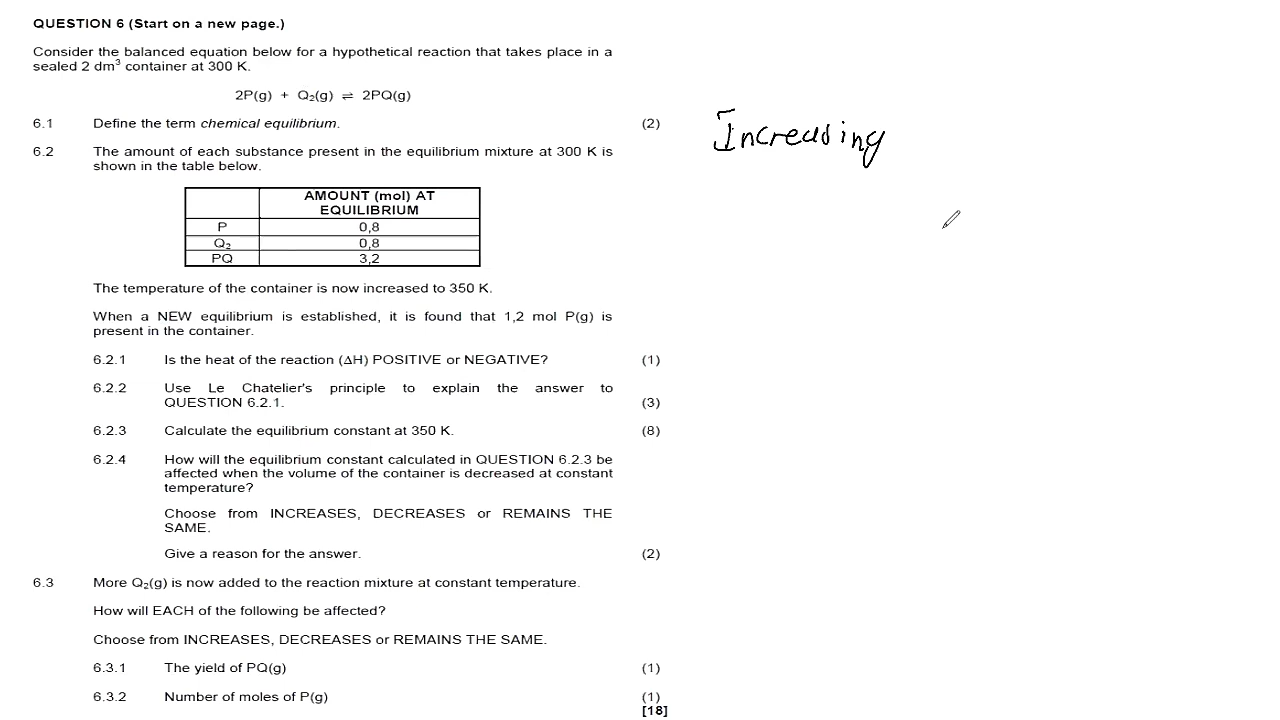 QUESTION 6 (Start on a new page.)
Consider the balanced equation below for a hypothetical reaction that takes place in a
sealed 2 dm³ container at 300 K.
2P(g) + Q₂(g) ⇌ 2PQ(g)
6.1 Define the term chemical equilibrium. (2)
Increasing
6.2 The amount of each substance present in the equilibrium mixture at 300 K is
shown in the table below.
AMOUNT (mol) AT
EQUILIBRIUM
P 0,8
Q₂ 0,8
PQ 3,2
The temperature of the container is now increased to 350 K.
When a NEW equilibrium is established, it is found that 1,2 mol P(g) is
present in the container.
6.2.1 Is the heat of the reaction (ΔH) POSITIVE or NEGATIVE? (1)
6.2.2 Use Le Chatelier's principle to explain the answer to
QUESTION 6.2.1. (3)
6.2.3 Calculate the equilibrium constant at 350 K. (8)
6.2.4 How will the equilibrium constant calculated in QUESTION 6.2.3 be
affected when the volume of the container is decreased at constant
temperature?
Choose from INCREASES, DECREASES or REMAINS THE
SAME.
Give a reason for the answer. (2)
6.3 More Q₂(g) is now added to the reaction mixture at constant temperature.
How will EACH of the following be affected?
Choose from INCREASES, DECREASES or REMAINS THE SAME.
6.3.1 The yield of PQ(g) (1)
6.3.2 Number of moles of P(g) (1)
[18]